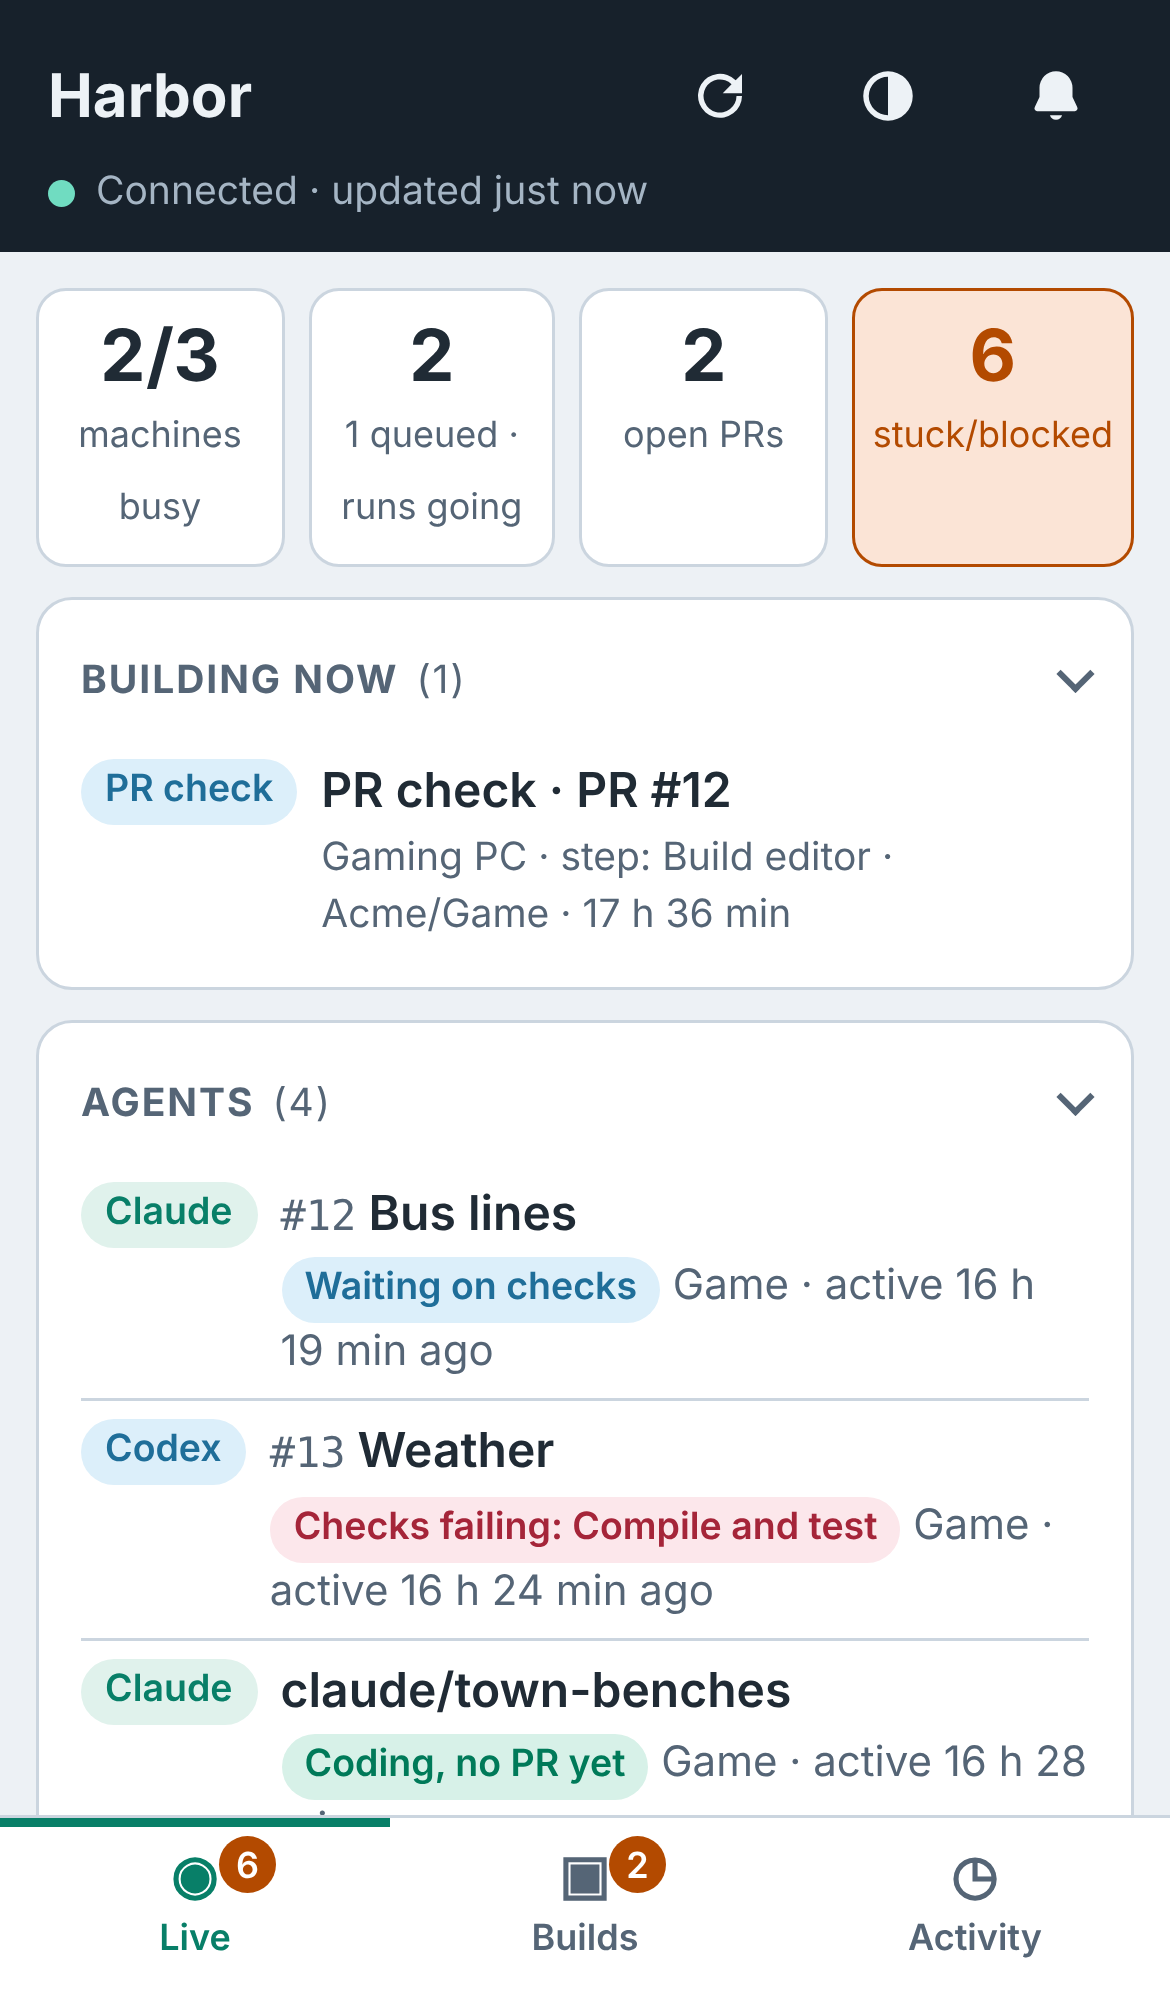 Harbor
Connected · updated just now
2/3
machines
busy
2
1 queued ·
runs going
2
open PRs
6
stuck/blocked
BUILDING NOW (1)
PR check
PR check · PR #12
Gaming PC · step: Build editor ·
Acme/Game · 17 h 36 min
AGENTS (4)
Claude
#12 Bus lines
Waiting on checks Game · active 16 h
19 min ago
Codex
#13 Weather
Checks failing: Compile and test Game ·
active 16 h 24 min ago
Claude
claude/town-benches
Coding, no PR yet Game · active 16 h 28
6
Live
2
Builds
Activity